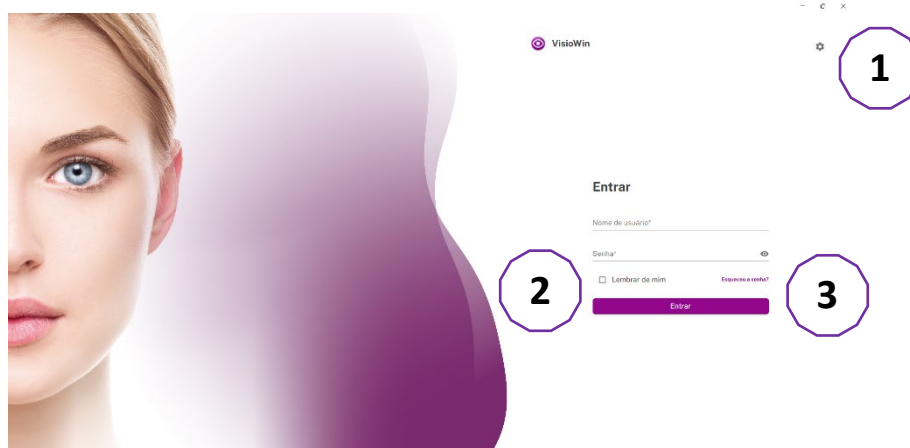 VisioWin
1
Entrar
Nome de usuário*
Senha*
2
Lembrar de mim
Esqueceu a senha?
3
Entrar